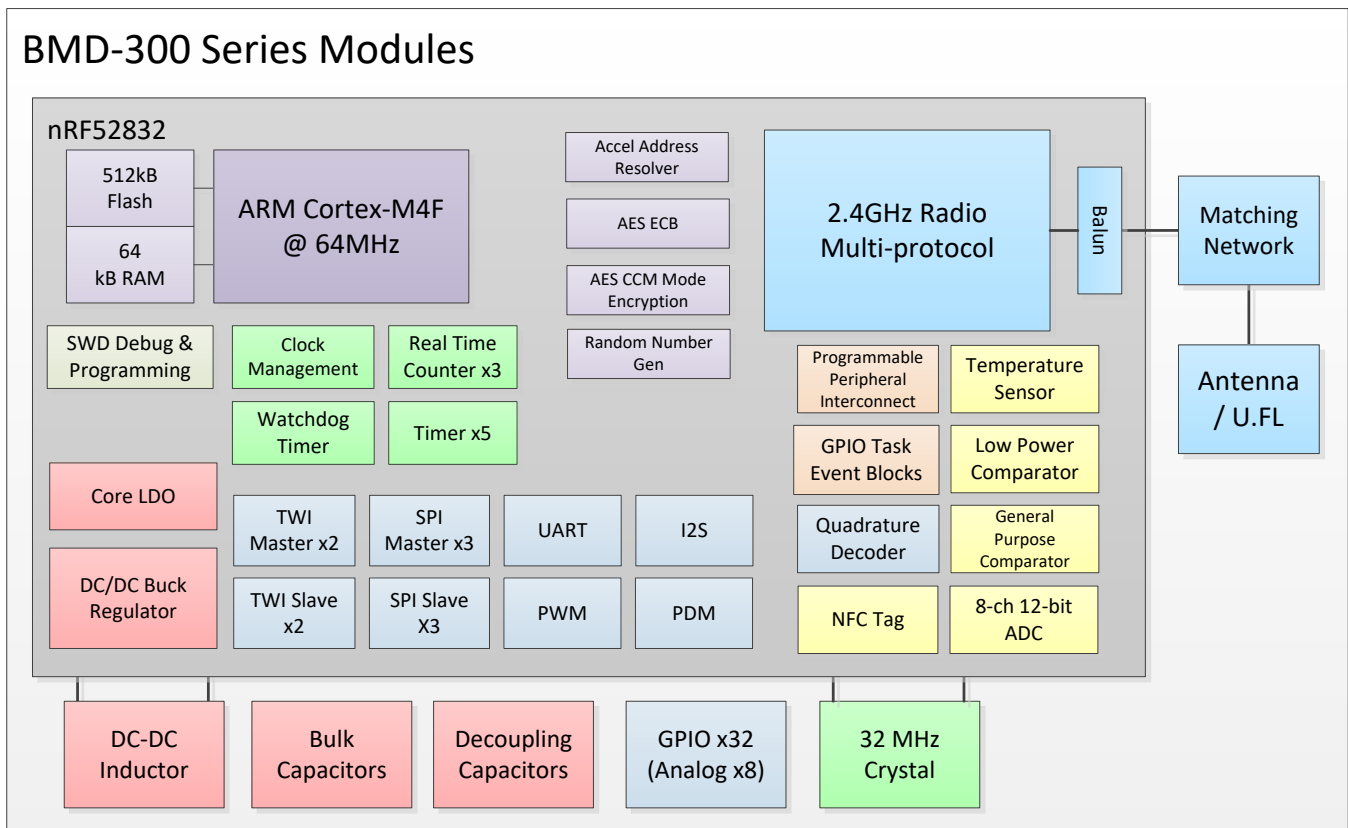 BMD-300 Series Modules
nRF52832
512kB
Flash
64
kB RAM
ARM Cortex-M4F
@ 64MHz
Accel Address
Resolver
AES ECB
AES CCM Mode
Encryption
Random Number
Gen
2.4GHz Radio
Multi-protocol
Balun
Matching
Network
Antenna
/ U.FL
SWD Debug &
Programming
Clock
Management
Real Time
Counter x3
Watchdog
Timer
Timer x5
Programmable
Peripheral
Interconnect
Temperature
Sensor
GPIO Task
Event Blocks
Low Power
Comparator
Core LDO
DC/DC Buck
Regulator
TWI
Master x2
SPI
Master x3
UART
I2S
Quadrature
Decoder
General
Purpose
Comparator
TWI Slave
x2
SPI Slave
X3
PWM
PDM
NFC Tag
8-ch 12-bit
ADC
DC-DC
Inductor
Bulk
Capacitors
Decoupling
Capacitors
GPIO x32
(Analog x8)
32 MHz
Crystal